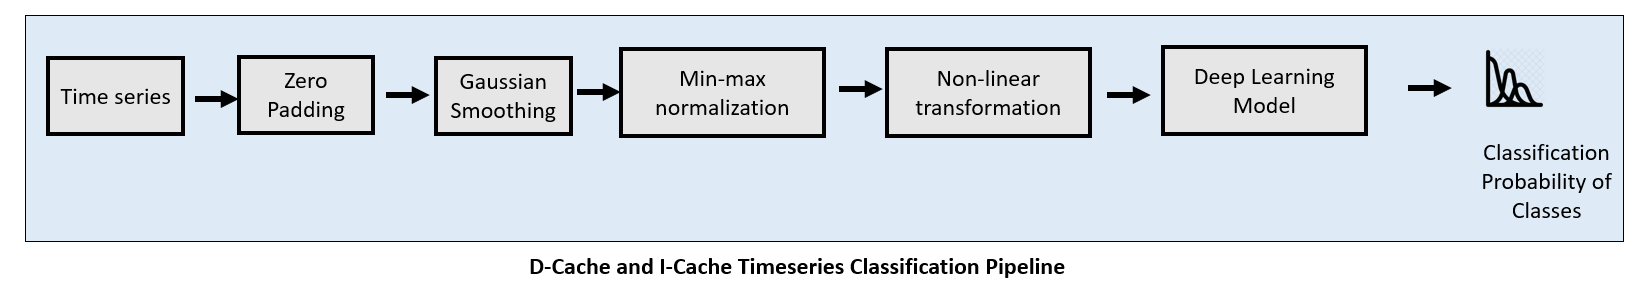 Time series
Zero
Padding
Gaussian
Smoothing
Min-max
normalization
Non-linear
transformation
Deep Learning
Model
Classification
Probability of
Classes
D-Cache and I-Cache Timeseries Classification Pipeline